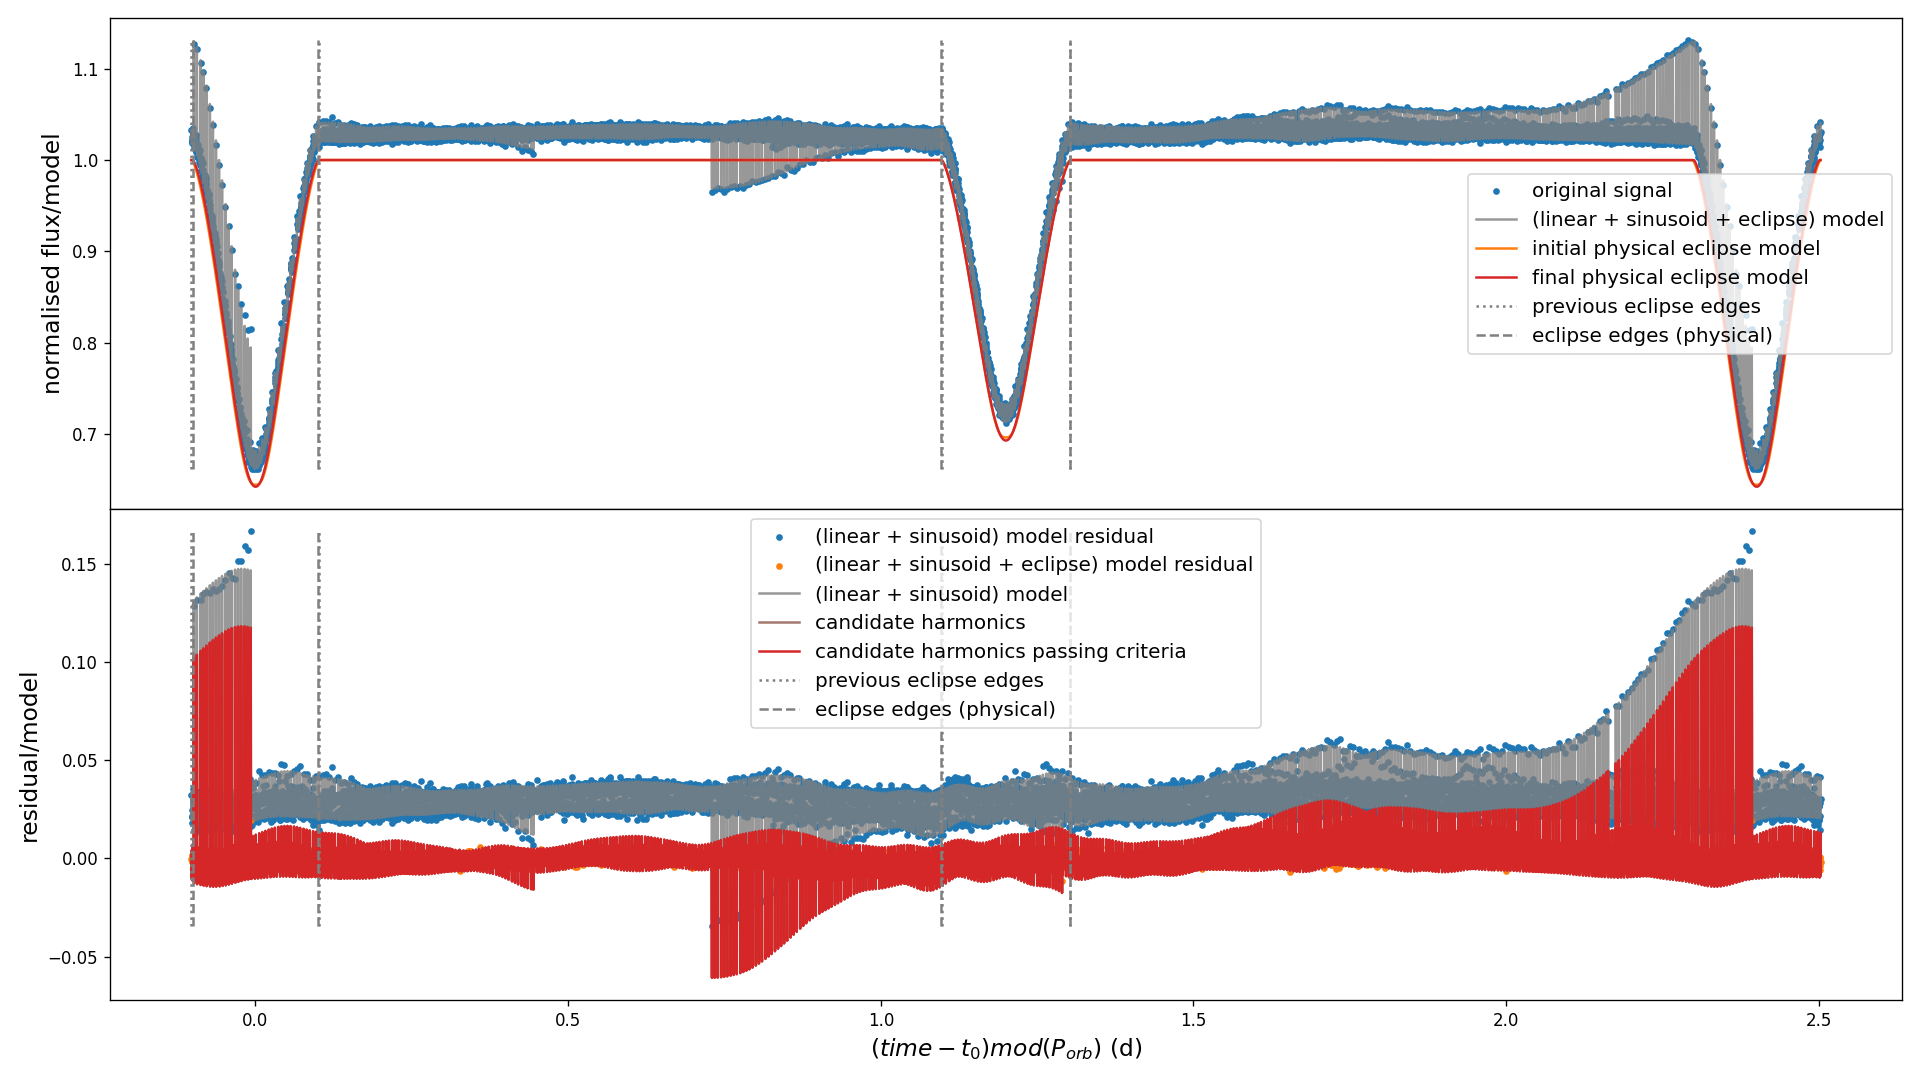 normalised flux/model
1.1
1.0
0.9
0.8
0.7
original signal
(linear + sinusoid + eclipse) model
initial physical eclipse model
final physical eclipse model
previous eclipse edges
eclipse edges (physical)
residual/model
0.15
0.10
0.05
0.00
−0.05
(linear + sinusoid) model residual
(linear + sinusoid + eclipse) model residual
(linear + sinusoid) model
candidate harmonics
candidate harmonics passing criteria
previous eclipse edges
eclipse edges (physical)
0.0 0.5 1.0 1.5 2.0 2.5
(time − t₀)mod(P_orb) (d)